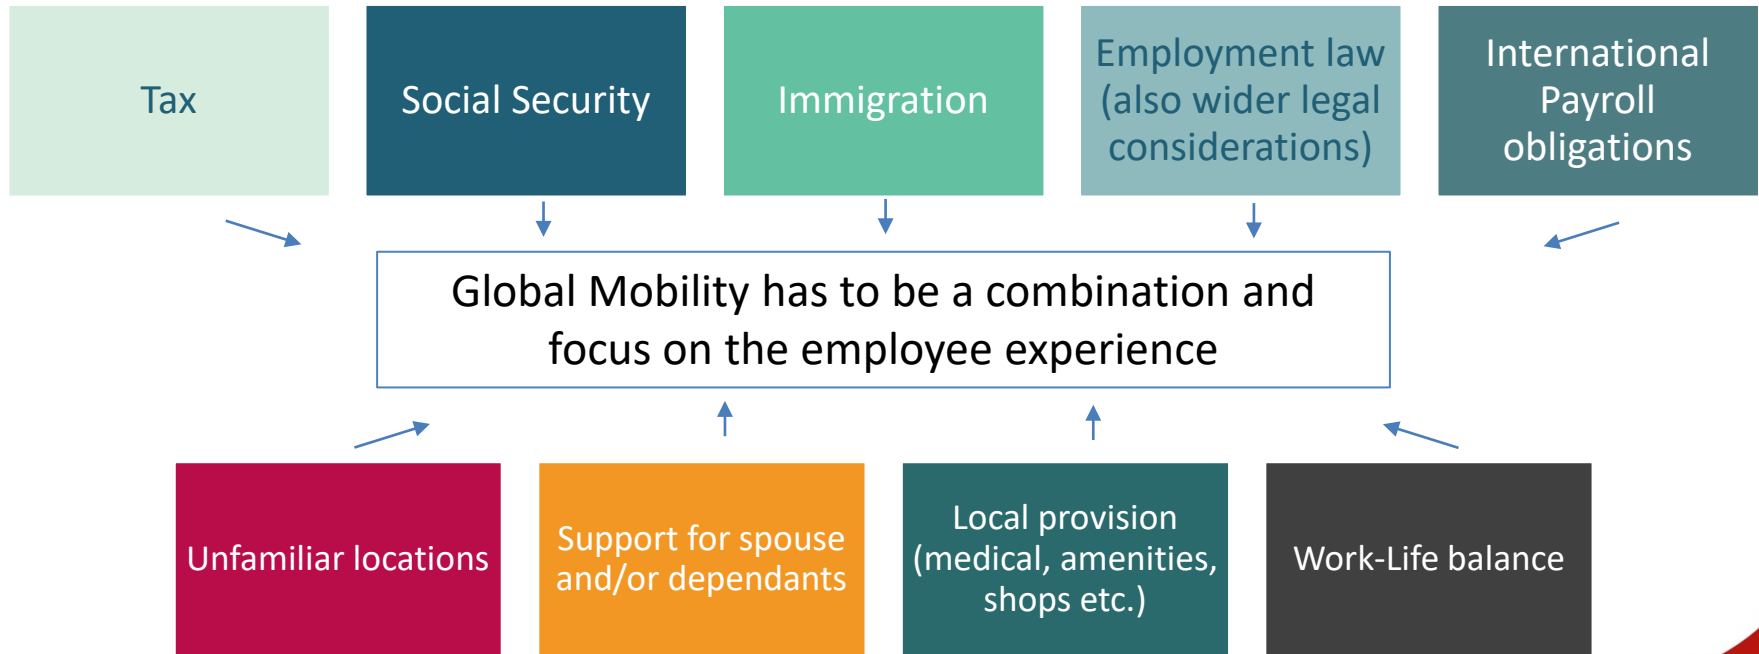 Tax
Social Security
Immigration
Employment law
(also wider legal
considerations)
International
Payroll
obligations
Global Mobility has to be a combination and
focus on the employee experience
Unfamiliar locations
Support for spouse
and/or dependants
Local provision
(medical, amenities,
shops etc.)
Work-Life balance